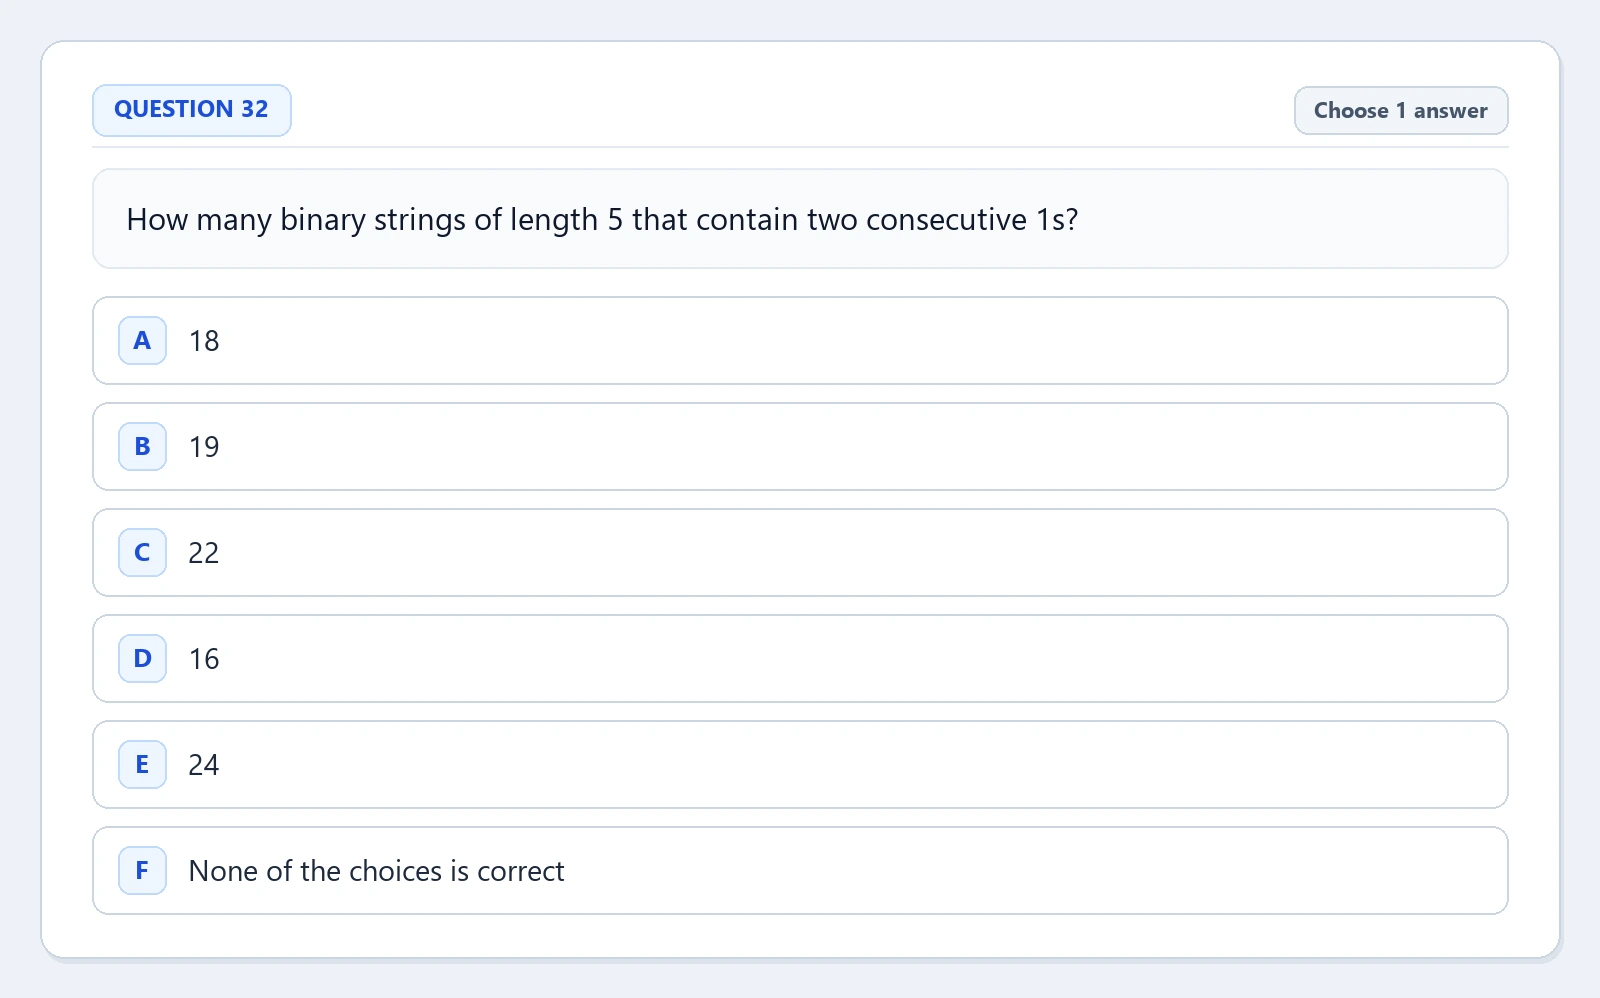 QUESTION 32
Choose 1 answer
How many binary strings of length 5 that contain two consecutive 1s?
A 18
B 19
C 22
D 16
E 24
F None of the choices is correct